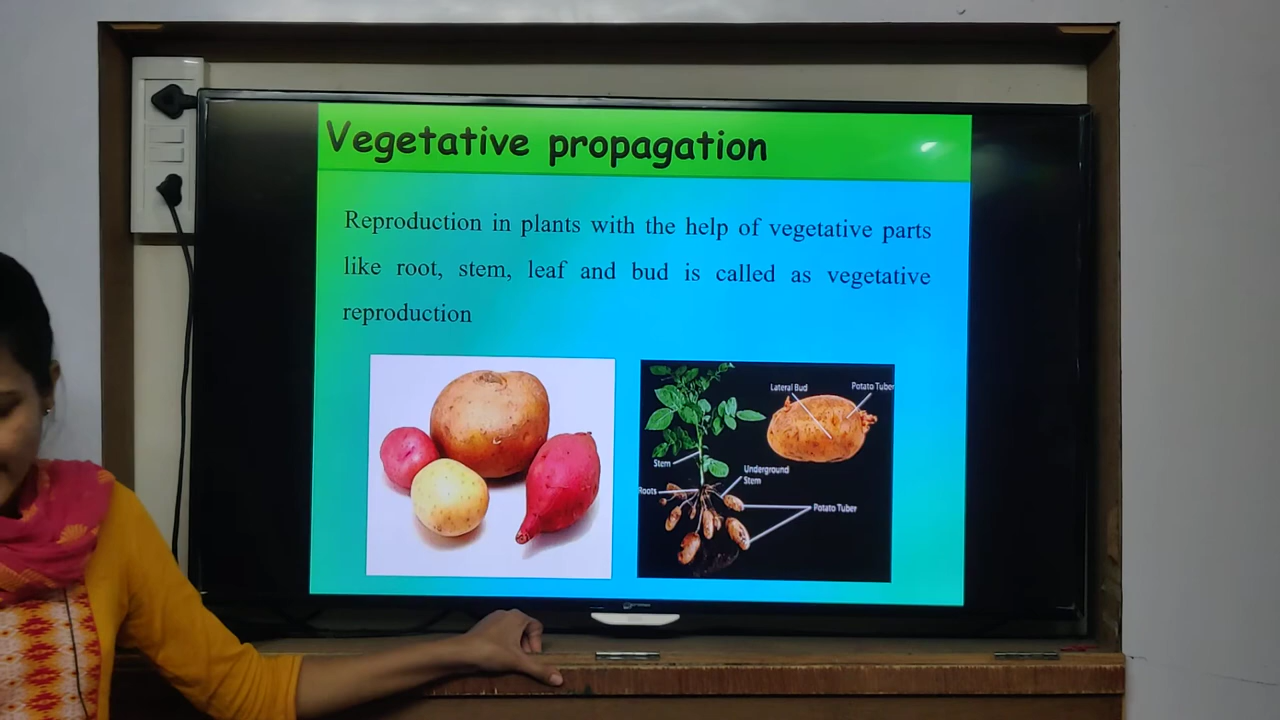 Vegetative propagation
Reproduction in plants with the help of vegetative parts
like root, stem, leaf and bud is called as vegetative
reproduction
Lateral Bud
Potato Tuber
Stem
Underground
Stem
Roots
Potato Tuber